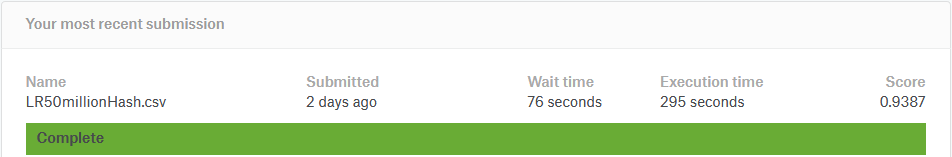 Your most recent submission
Name Submitted Wait time Execution time Score
LR50millionHash.csv 2 days ago 76 seconds 295 seconds 0.9387
Complete